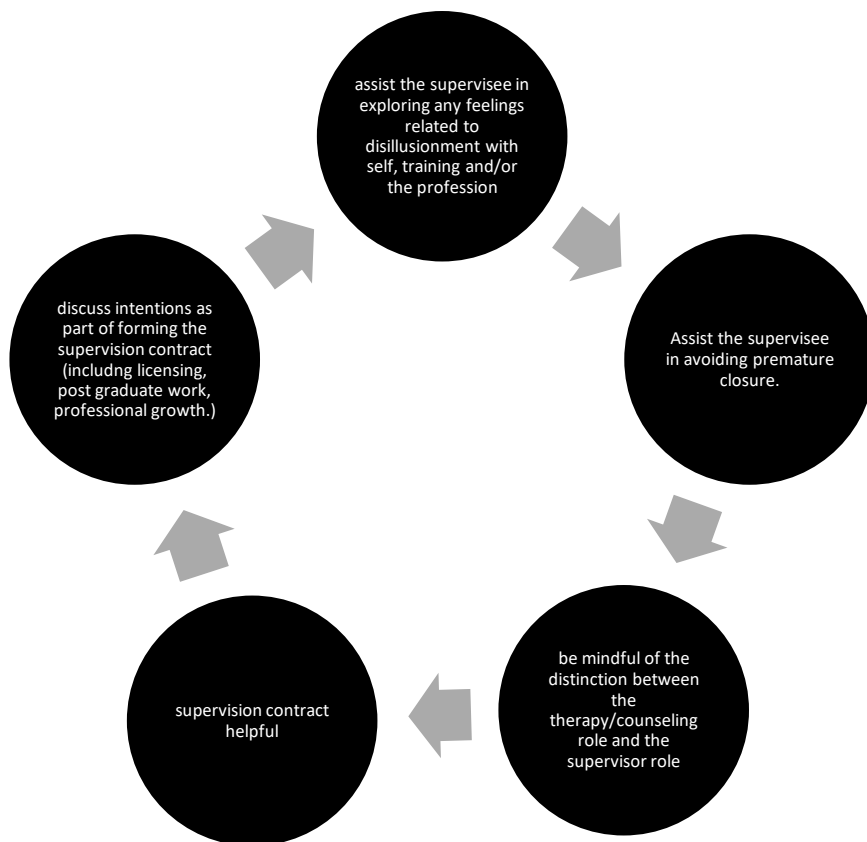 assist the supervisee in
exploring any feelings
related to
disillusionment with
self, training and/or
the profession
Assist the supervisee
in avoiding premature
closure.
be mindful of the
distinction between
the
therapy/counseling
role and the
supervisor role
supervision contract
helpful
discuss intentions as
part of forming the
supervision contract
(includng licensing,
post graduate work,
professional growth.)